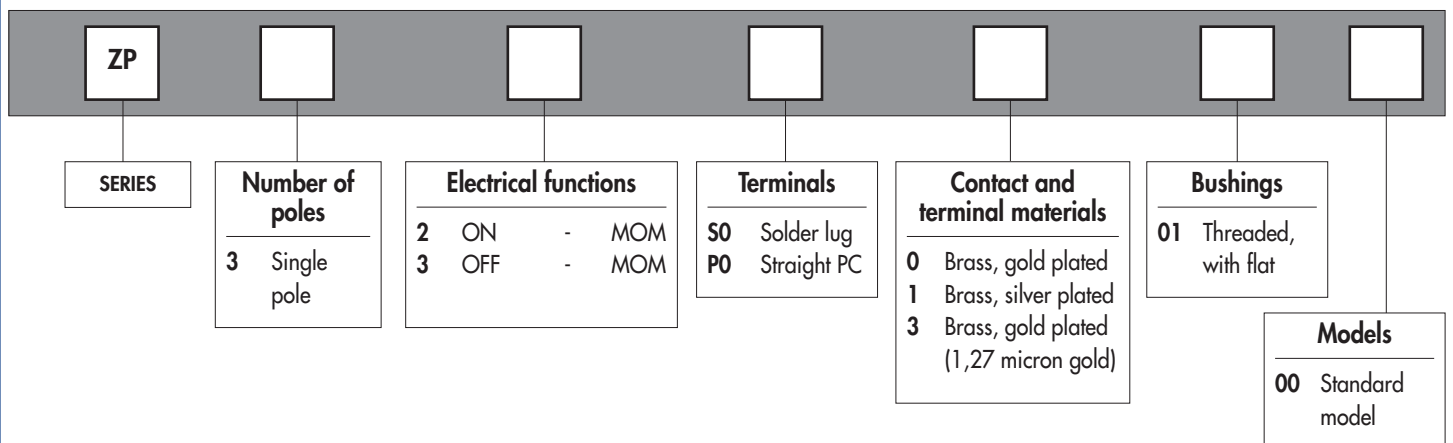 ZP
SERIES
Number of
poles
3 Single
pole
Electrical functions
2 ON - MOM
3 OFF - MOM
Terminals
S0 Solder lug
P0 Straight PC
Contact and
terminal materials
0 Brass, gold plated
1 Brass, silver plated
3 Brass, gold plated
(1,27 micron gold)
Bushings
01 Threaded,
with flat
Models
00 Standard
model